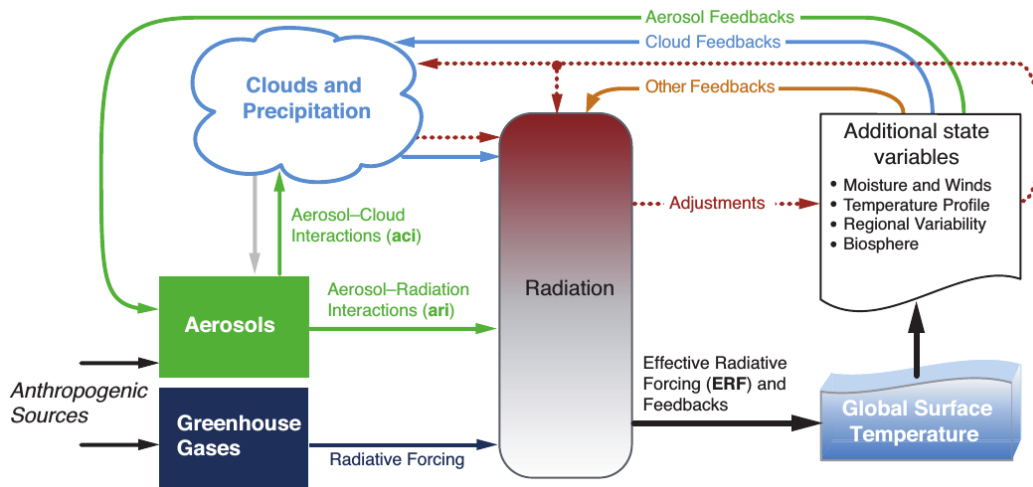 Aerosol Feedbacks
Cloud Feedbacks
Other Feedbacks
Clouds and
Precipitation
Additional state
variables
• Moisture and Winds
• Temperature Profile
• Regional Variability
• Biosphere
Adjustments
Aerosol–Cloud
Interactions (aci)
Aerosol–Radiation
Interactions (ari)
Radiation
Aerosols
Anthropogenic
Sources
Greenhouse
Gases
Radiative Forcing
Effective Radiative
Forcing (ERF) and
Feedbacks
Global Surface
Temperature